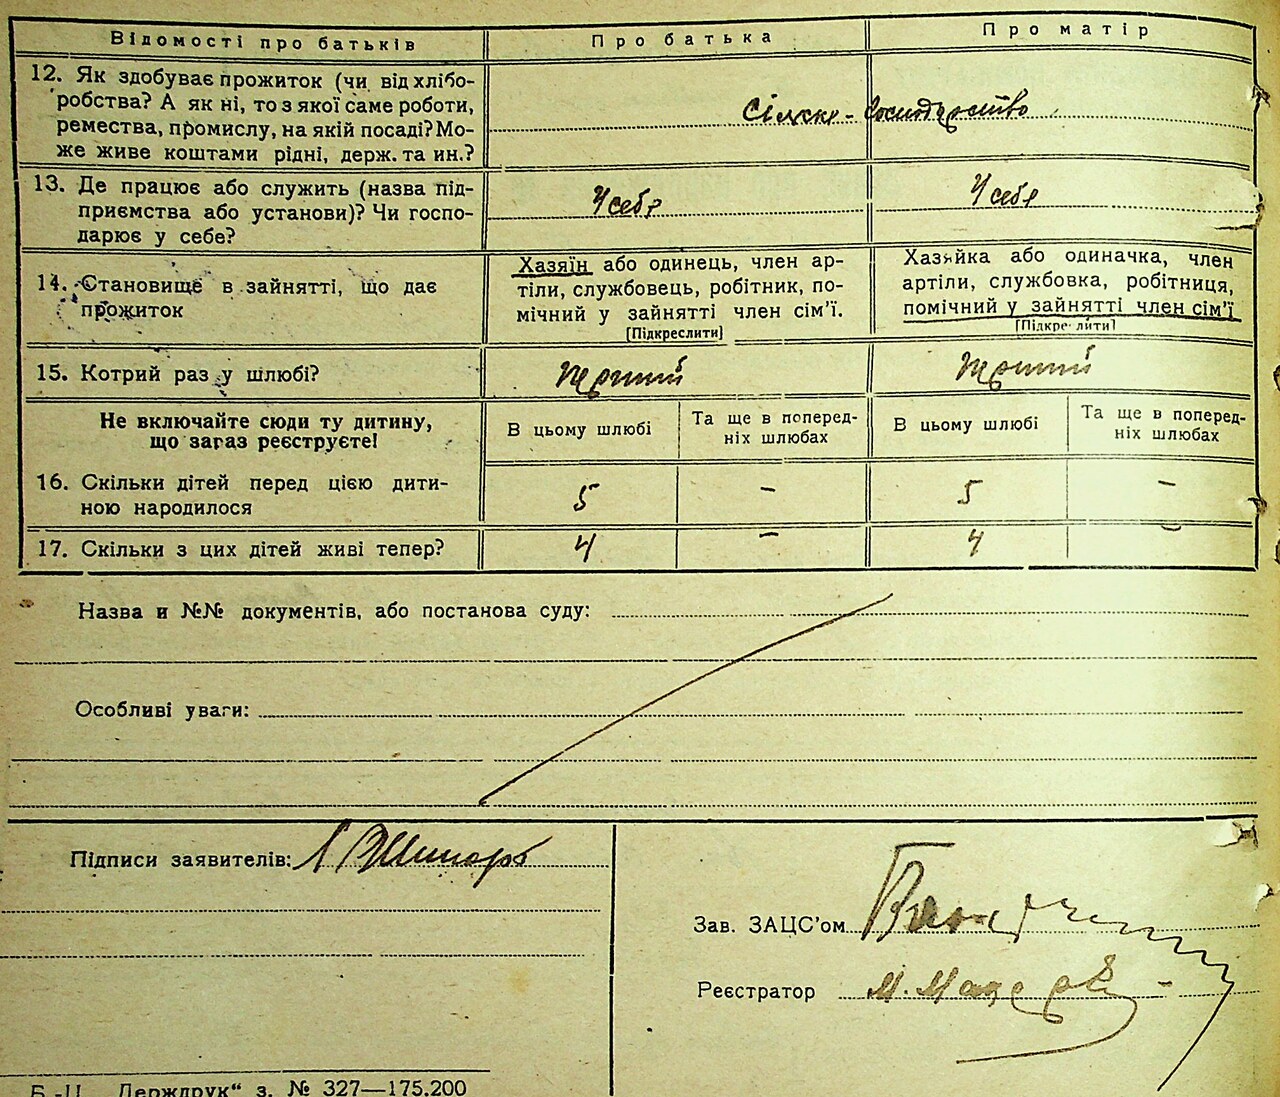 Відомості про батьків
Про батька
Про матір
12. Як здобуває прожиток (чи від хлібо-
робства? А як ні, то з якої саме роботи,
ремества, промислу, на якій посаді? Мо-
же живе коштами рідні, держ. та ин.?
Сільске - Господарство
13. Де працює або служить (назва під-
приємства або установи)? Чи госпо-
дарює у себе?
У себе
У себе
14. Становище в зайнятті, що дає
прожиток
Хазяїн або одинець, член ар-
тіли, службовець, робітник, по-
мічний у зайнятті член сім’ї.
[Підкреслити]
Хазяйка або одиначка, член
артіли, службовка, робітниця,
помічний у зайнятті член сім’ї
[Підкреслити]
15. Котрий раз у шлюбі?
Перший
Перший
Не включайте сюди ту дитину,
що зараз реєструєте!
В цьому шлюбі
Та ще в поперед-
ніх шлюбах
В цьому шлюбі
Та ще в поперед-
ніх шлюбах
16. Скільки дітей перед цією дити-
ною народилося
5
–
5
–
17. Скільки з цих дітей живі тепер?
4
–
4
–
Назва и №№ документів, або постанова суду:
Особливі уваги:
Підписи заявителів:
Зав. ЗАЦС’ом
Реєстратор
М.
Б.-Ц. „Держдрук“ з. № 327—175.200